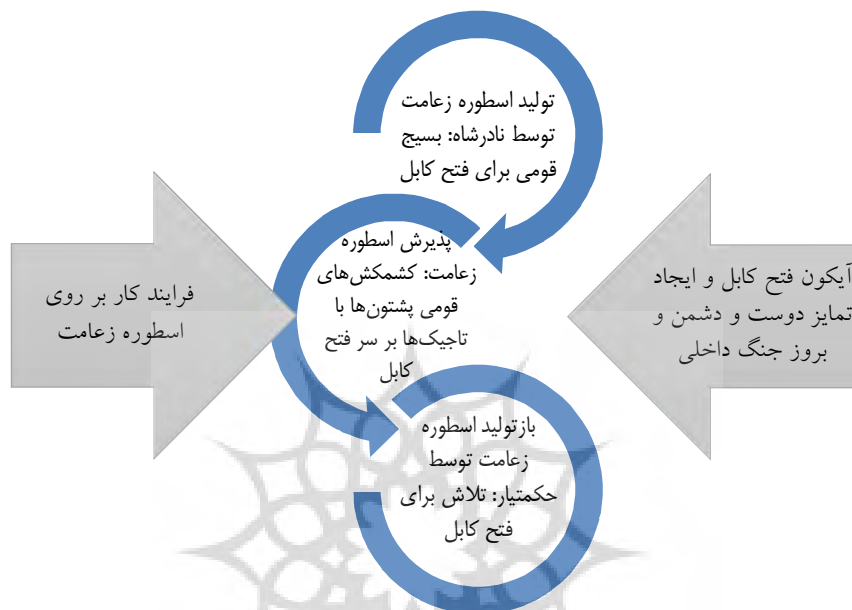 تولید اسطوره زعامت
توسط نادرشاه: بسیج
قومی برای فتح کابل
پذیرش اسطوره
زعامت: کشمکش‌های
قومی پشتون‌ها با
تاجیک‌ها بر سر فتح
کابل
بازتولید اسطوره
زعامت توسط
حکمتیار: تلاش برای
فتح کابل
آیکون فتح کابل و ایجاد
تمایز دوست و دشمن و
بروز جنگ داخلی
فرایند کار بر روی
اسطوره زعامت